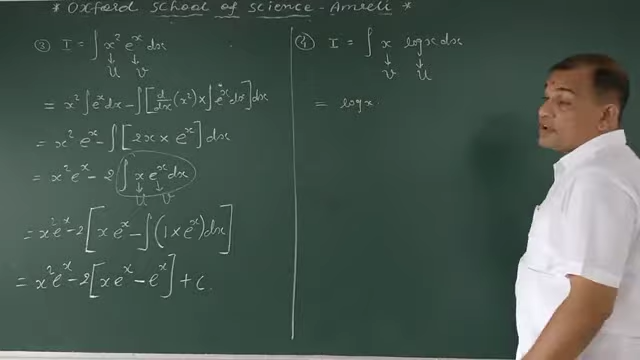 * Oxford School of Science - Amreli *
③ I = ∫ x² eˣ dx
↓ ↓
U V
= x² ∫ eˣ dx - ∫ [ d/dx (x²) × ∫ eˣ dx ] dx
= x² eˣ - ∫ [ 2x × eˣ ] dx
= x² eˣ - 2 ∫ x eˣ dx
↓ ↓
U V
= x² eˣ - 2 [ x eˣ - ∫ (1 × eˣ) dx ]
= x² eˣ - 2 [ x eˣ - eˣ ] + c.
④ I = ∫ x logx dx
↓ ↓
V U
= logx